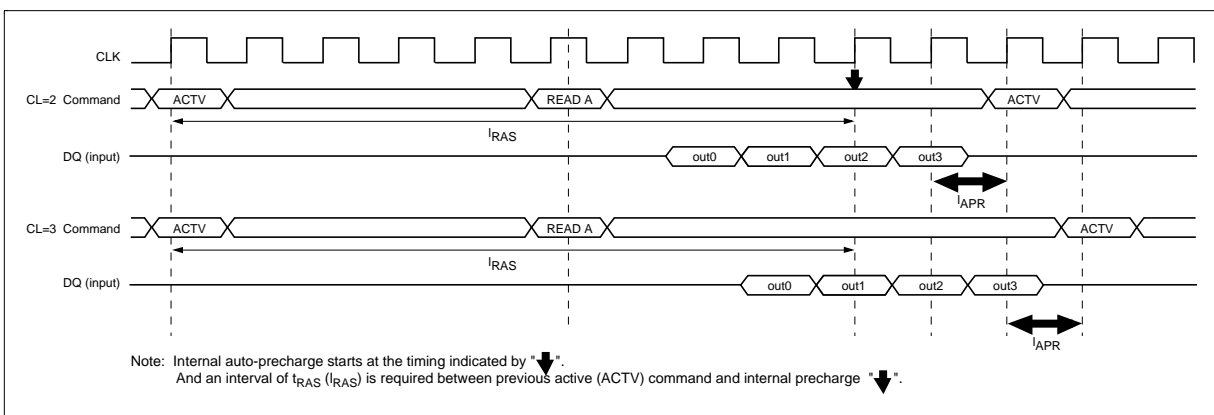 CLK
CL=2 Command ACTV READ A ACTV
lRAS
DQ (input) out0 out1 out2 out3
lAPR
CL=3 Command ACTV READ A ACTV
lRAS
DQ (input) out0 out1 out2 out3
lAPR
Note: Internal auto-precharge starts at the timing indicated by " ".
And an interval of tRAS (lRAS) is required between previous active (ACTV) command and internal precharge " ".